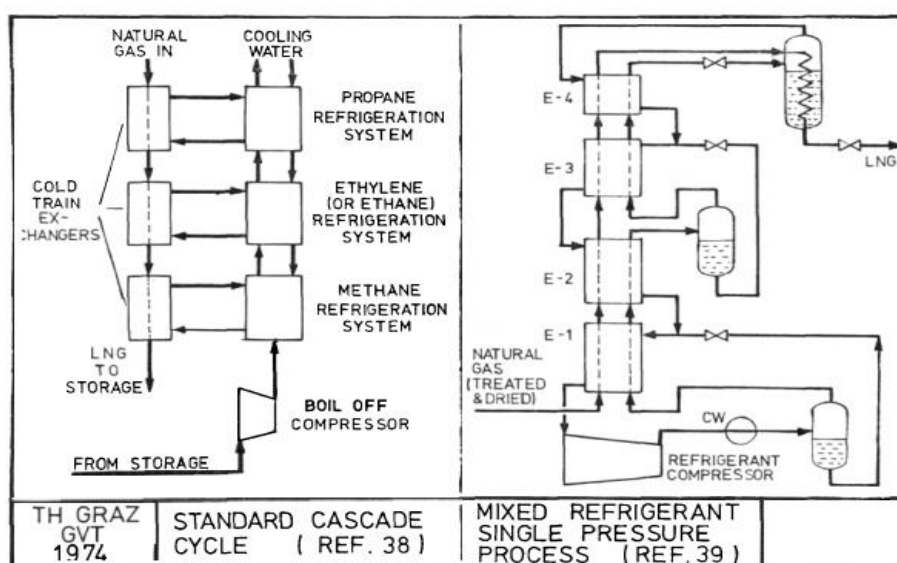 NATURAL
GAS IN
COOLING
WATER
PROPANE
REFRIGERATION
SYSTEM
COLD
TRAIN
EX-
CHANGERS
ETHYLENE
(OR ETHANE)
REFRIGERATION
SYSTEM
METHANE
REFRIGERATION
SYSTEM
LNG
TO
STORAGE
BOIL OFF
COMPRESSOR
FROM STORAGE
E-4
LNG
E-3
E-2
E-1
NATURAL
GAS
(TREATED
&DRIED)
CW
REFRIGERANT
COMPRESSOR
TH GRAZ
GVT
1974
STANDARD CASCADE
CYCLE ( REF. 38 )
MIXED REFRIGERANT
SINGLE PRESSURE
PROCESS (REF. 39)